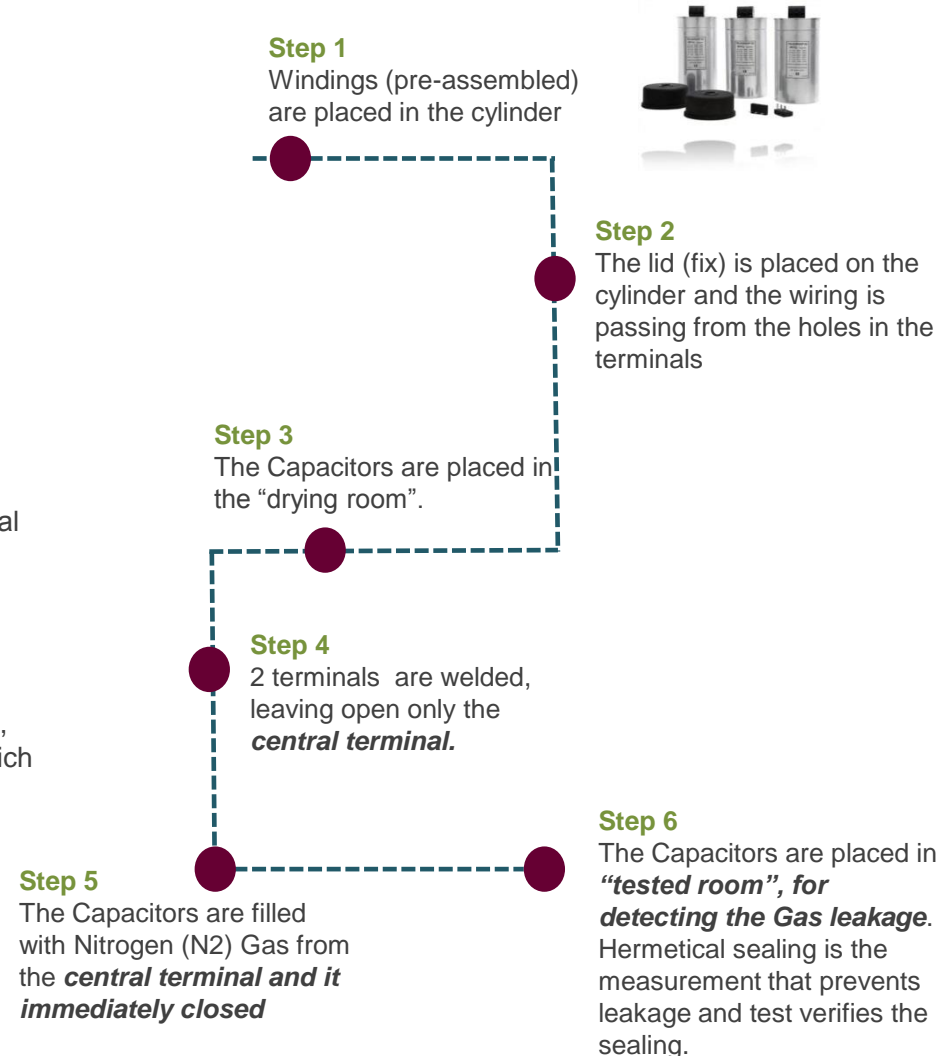 Step 1
Windings (pre-assembled)
are placed in the cylinder
Step 2
The lid (fix) is placed on the
cylinder and the wiring is
passing from the holes in the
terminals
Step 3
The Capacitors are placed in
the “drying room”.
al
Step 4
2 terminals are welded,
leaving open only the
central terminal.
,
ich
Step 5
The Capacitors are filled
with Nitrogen (N2) Gas from
the central terminal and it
immediately closed
Step 6
The Capacitors are placed in
“tested room”, for
detecting the Gas leakage.
Hermetical sealing is the
measurement that prevents
leakage and test verifies the
sealing.